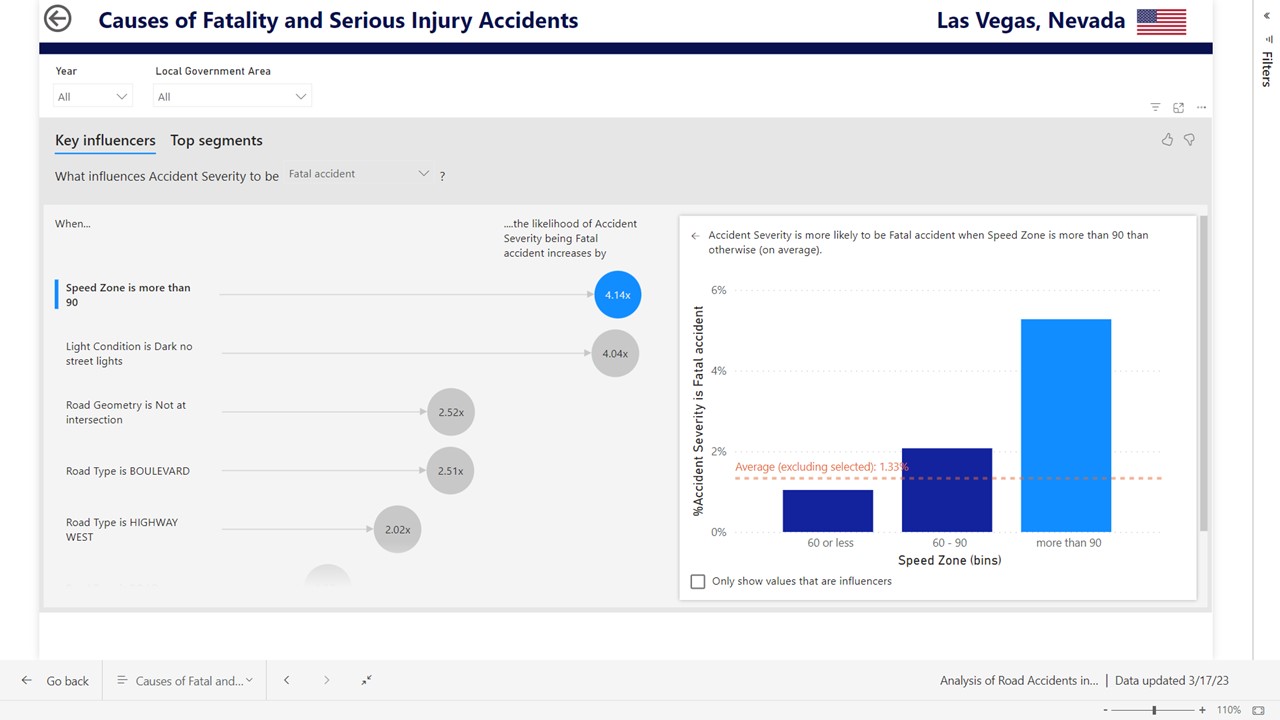 Causes of Fatality and Serious Injury Accidents
Las Vegas, Nevada
Filters
Year
Local Government Area
All
All
Key influencers
Top segments
What influences Accident Severity to be
Fatal accident
?
When...
....the likelihood of Accident
Severity being Fatal
accident increases by
Speed Zone is more than
90
4.14x
Light Condition is Dark no
street lights
4.04x
Road Geometry is Not at
intersection
2.52x
Road Type is BOULEVARD
2.51x
Road Type is HIGHWAY
WEST
2.02x
Accident Severity is more likely to be Fatal accident when Speed Zone is more than 90 than
otherwise (on average).
%Accident Severity is Fatal accident
6%
4%
2%
0%
Average (excluding selected): 1.33%
60 or less
60 - 90
more than 90
Speed Zone (bins)
Only show values that are influencers
Go back
Causes of Fatal and...
Analysis of Road Accidents in... | Data updated 3/17/23
- + 110%